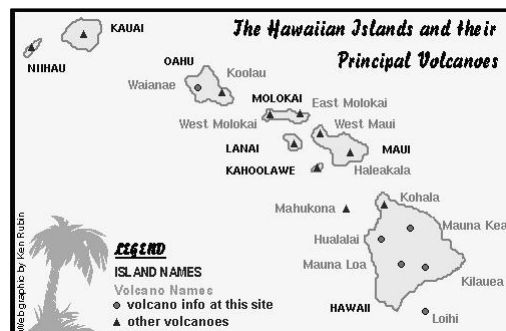 The Hawaiian Islands and their
Principal Volcanoes
KAUAI
NIIHAU
OAHU
Waianae
Koolau
MOLOKAI
East Molokai
West Molokai
West Maui
LANAI
MAUI
KAHOOLAWE
Haleakala
Mahukona
Kohala
Mauna Kea
Hualalai
Mauna Loa
Kilauea
HAWAII
Loihi
LEGEND
ISLAND NAMES
Volcano Names
volcano info at this site
other volcanoes
Webgraphic by Ken Rubin